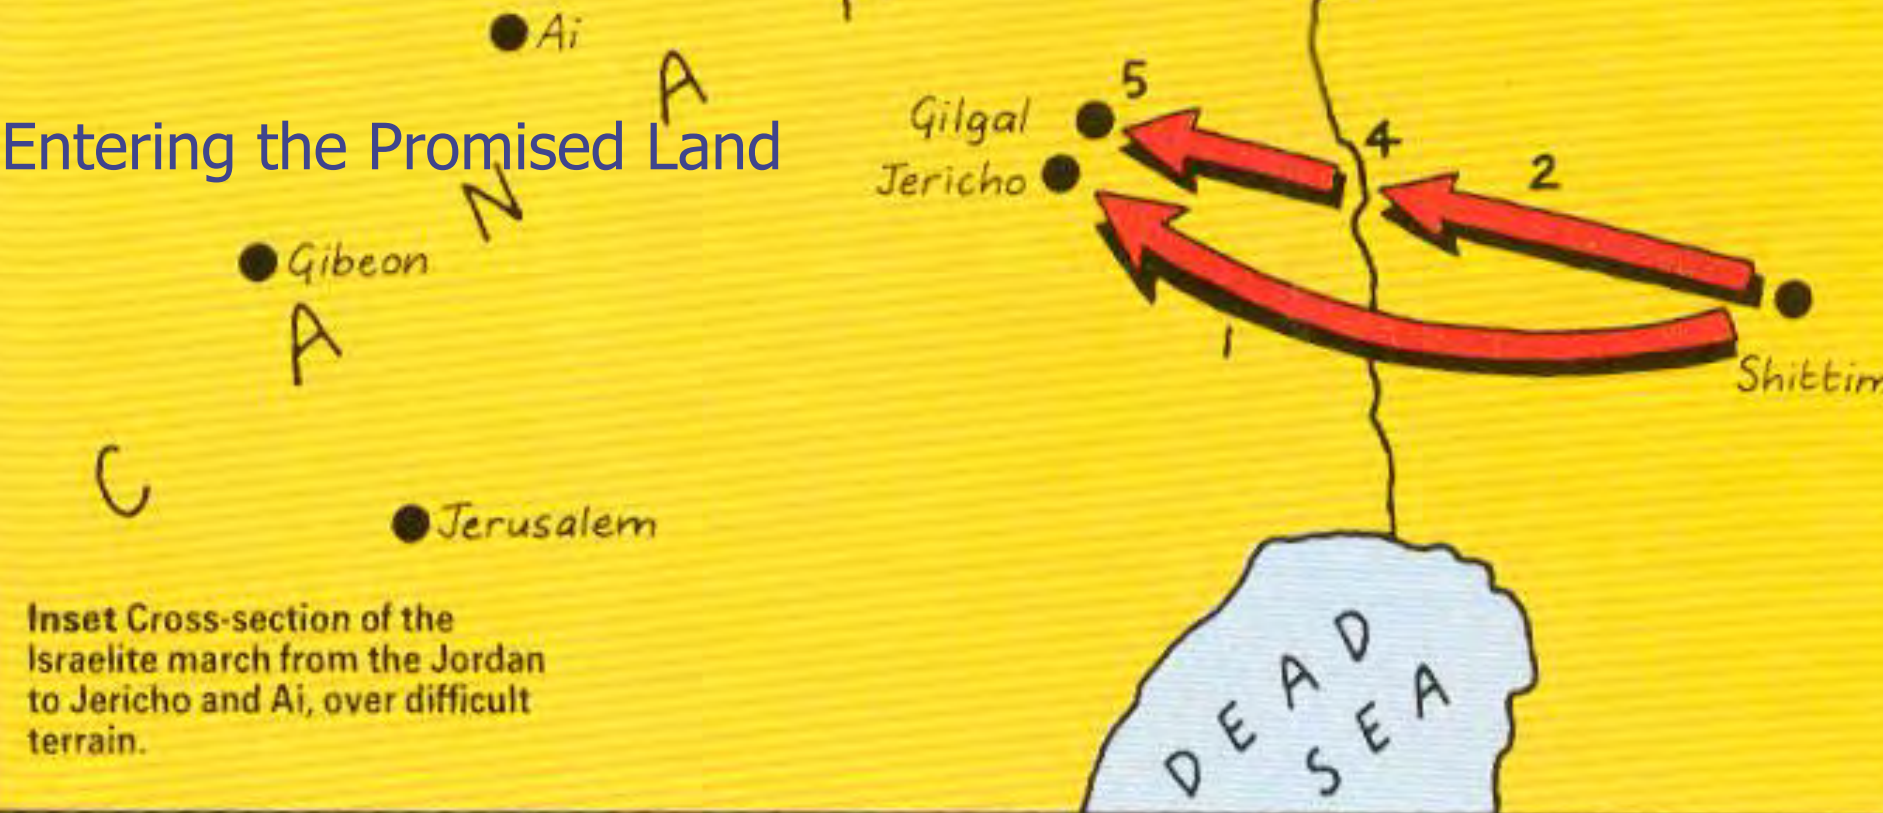 Ai
Entering the Promised Land
CANA
Gilgal
5
Jericho
4
2
Gibeon
1
Shittim
Jerusalem
Inset Cross-section of the
Israelite march from the Jordan
to Jericho and Ai, over difficult
terrain.
DEAD
SEA